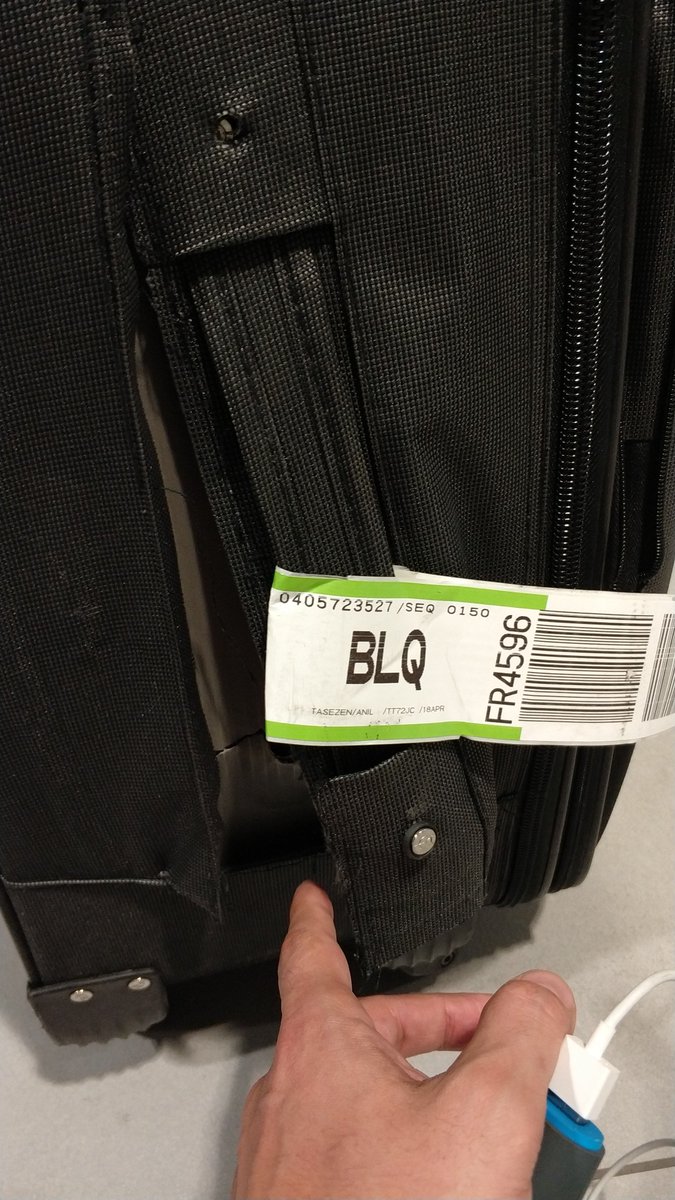 0405723527/SEQ 0150
BLQ
TASEZEN/ANIL /TT72JC /18APR
FR4596